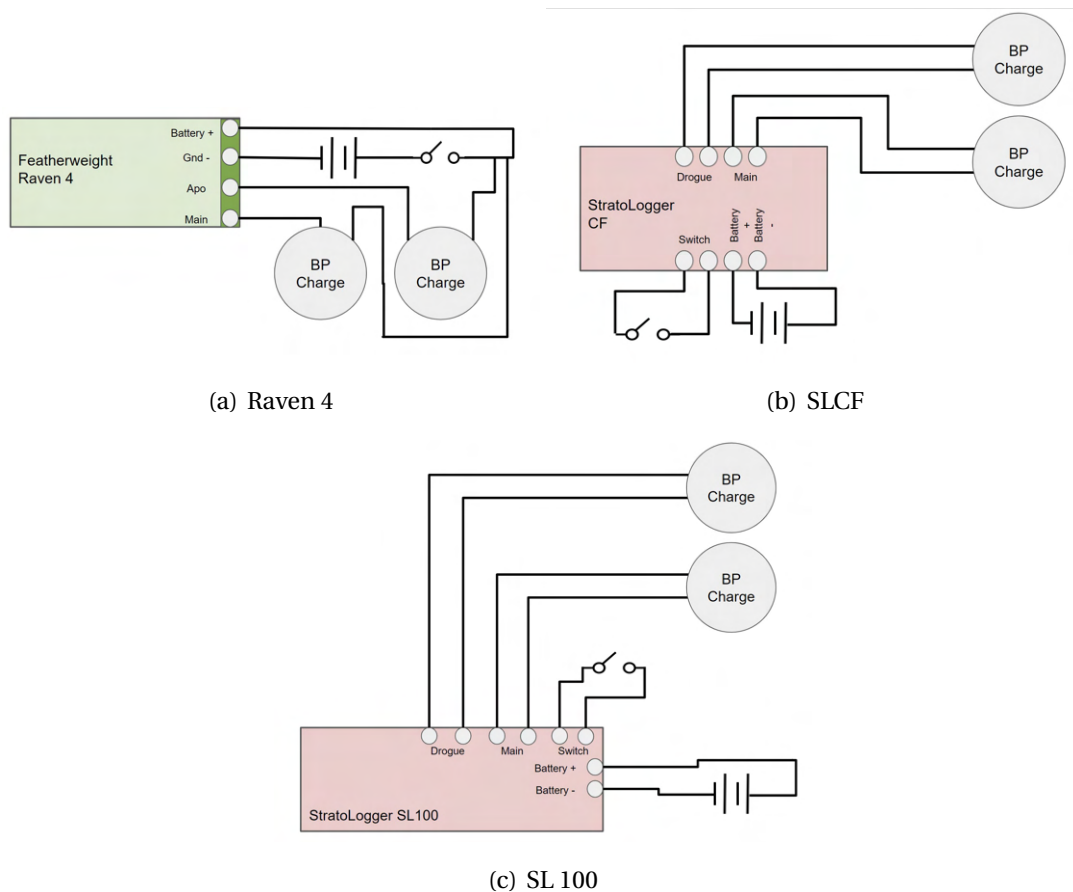 Featherweight
Raven 4
Battery +
Gnd -
Apo
Main
BP
Charge
BP
Charge
(a) Raven 4
BP
Charge
BP
Charge
Drogue
Main
StratoLogger
CF
Switch
Battery
+
Battery
-
(b) SLCF
BP
Charge
BP
Charge
Drogue
Main
Switch
Battery +
Battery -
StratoLogger SL100
(c) SL 100